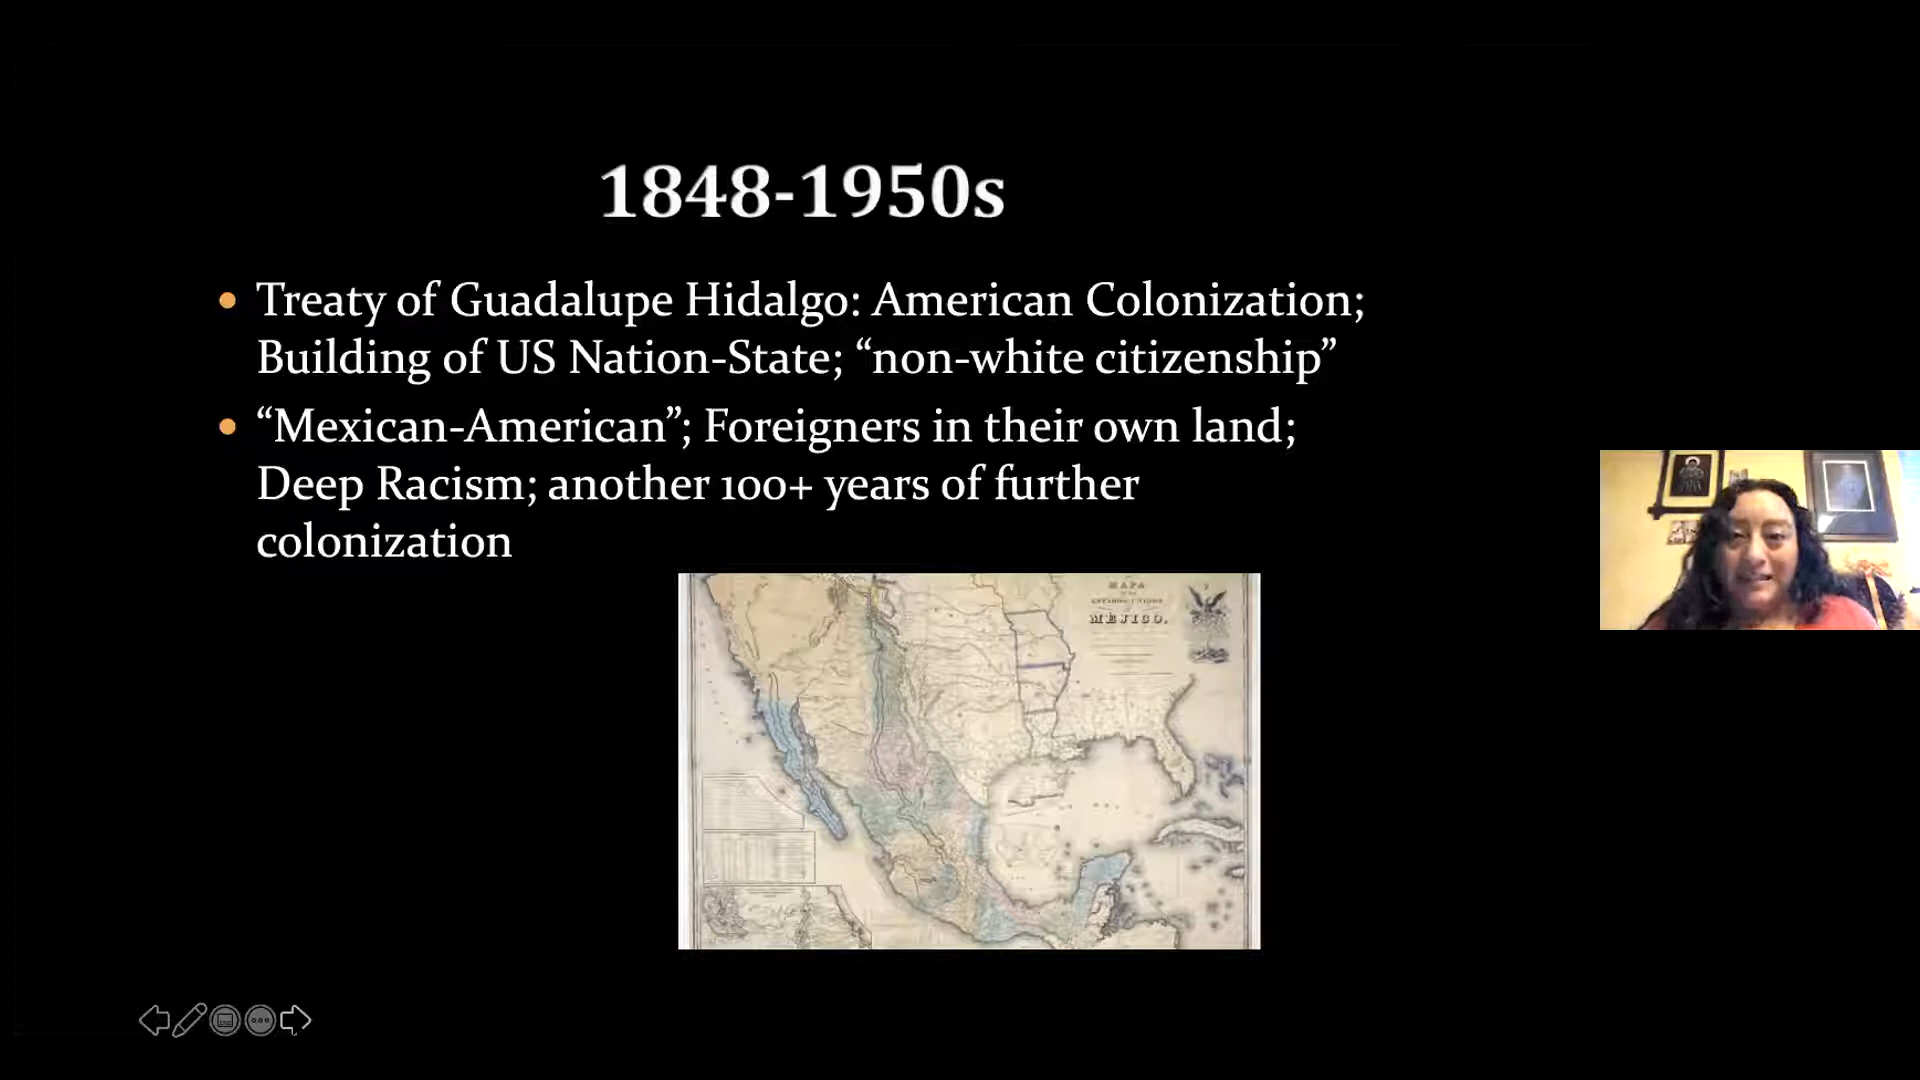 1848-1950s
Treaty of Guadalupe Hidalgo: American Colonization;
Building of US Nation-State; “non-white citizenship”
“Mexican-American”; Foreigners in their own land;
Deep Racism; another 100+ years of further
colonization
MAPA
MÉJICO.